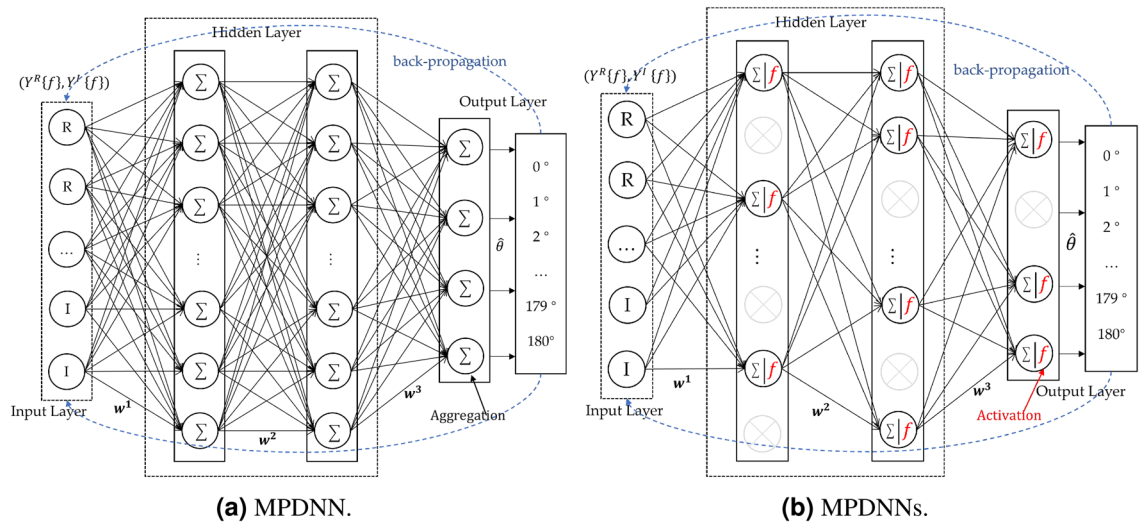 Hidden Layer
back-propagation
(Y^R{f},Y^I{f})
Output Layer
R
R
...
I
I
Input Layer
∑
∑
∑
⋮
∑
∑
∑
∑
∑
∑
⋮
∑
∑
∑
∑
∑
∑
∑
w^1
w^2
w^3
Aggregation
θ̂
0 °
1 °
2 °
...
179 °
180°
(a) MPDNN.
Hidden Layer
back-propagation
(Y^R{f},Y^I{f})
R
R
...
I
I
Input Layer
∑|f
∑|f
⋮
∑|f
∑|f
∑|f
⋮
∑|f
∑|f
∑|f
∑|f
∑|f
w^1
w^2
w^3
Output Layer
Activation
θ̂
0 °
1 °
2 °
...
179 °
180°
(b) MPDNNs.